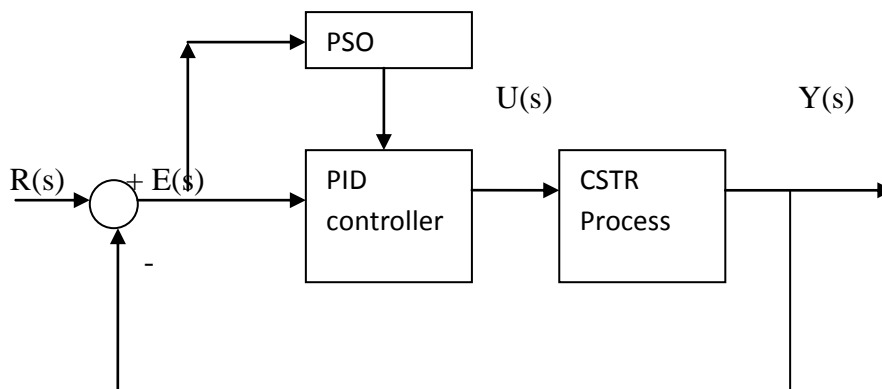 PSO
U(s)
Y(s)
R(s)
+ E(s)
PID
controller
CSTR
Process
-